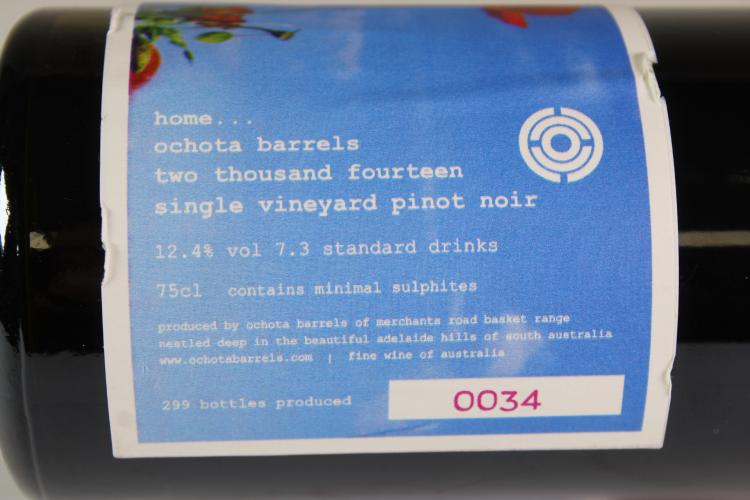 home...
ochota barrels
two thousand fourteen
single vineyard pinot noir
12.4% vol 7.3 standard drinks
75cl contains minimal sulphites
produced by ochota barrels of merchants road basket range
nestled deep in the beautiful adelaide hills of south australia
www.ochotabarrels.com | fine wine of australia
299 bottles produced 0034